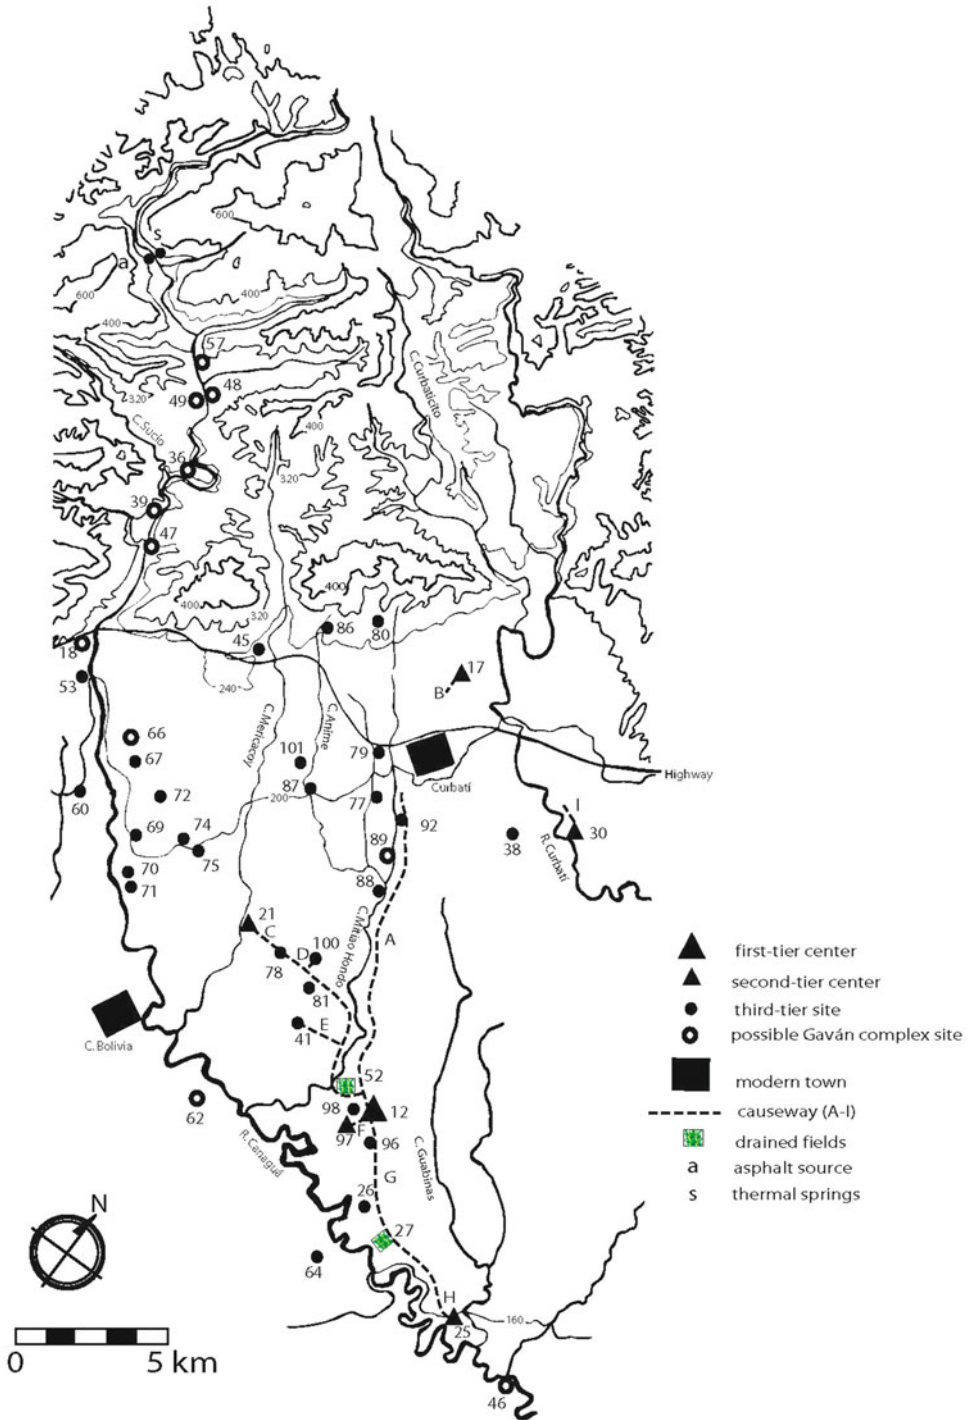 600
s
a
600
400
400
57
C. Curbaticito
48
320
49
C. Sucio
400
36
320
39
47
400
400
320
86
80
45
18
17
53
240
B
C. Mericacoy
C. Anime
66
101
79
67
Highway
87
Curbatí
60
72
200
77
I
92
69
74
89
38
30
75
R. Curbatí
70
88
71
21
C
A
D
100
78
C. Matao Hondo
81
E
41
C. Bolivia
52
98
12
62
F
97
96
C. Guabinas
R. Canaguá
G
26
27
N
64
H
160
25
0
5 km
46
first-tier center
second-tier center
third-tier site
possible Gaván complex site
modern town
causeway (A-I)
drained fields
a
asphalt source
s
thermal springs